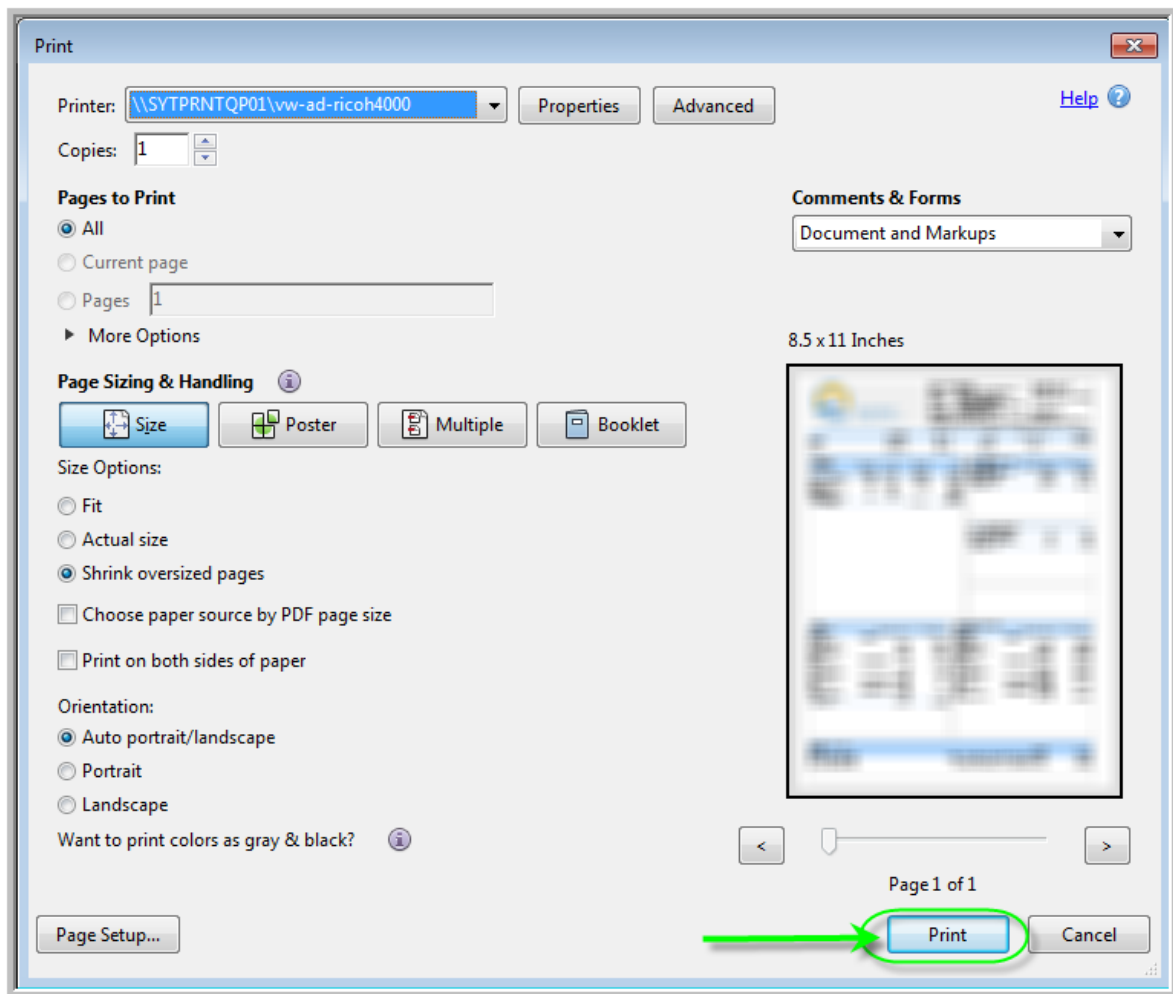 Print
Printer: \\SYTPRNTQP01\vw-ad-ricoh4000 Properties Advanced Help
Copies: 1
Pages to Print
All
Current page
Pages 1
More Options
Comments & Forms
Document and Markups
8.5 x 11 Inches
Page Sizing & Handling
Size Poster Multiple Booklet
Size Options:
Fit
Actual size
Shrink oversized pages
Choose paper source by PDF page size
Print on both sides of paper
Orientation:
Auto portrait/landscape
Portrait
Landscape
Want to print colors as gray & black?
< >
Page 1 of 1
Page Setup... Print Cancel